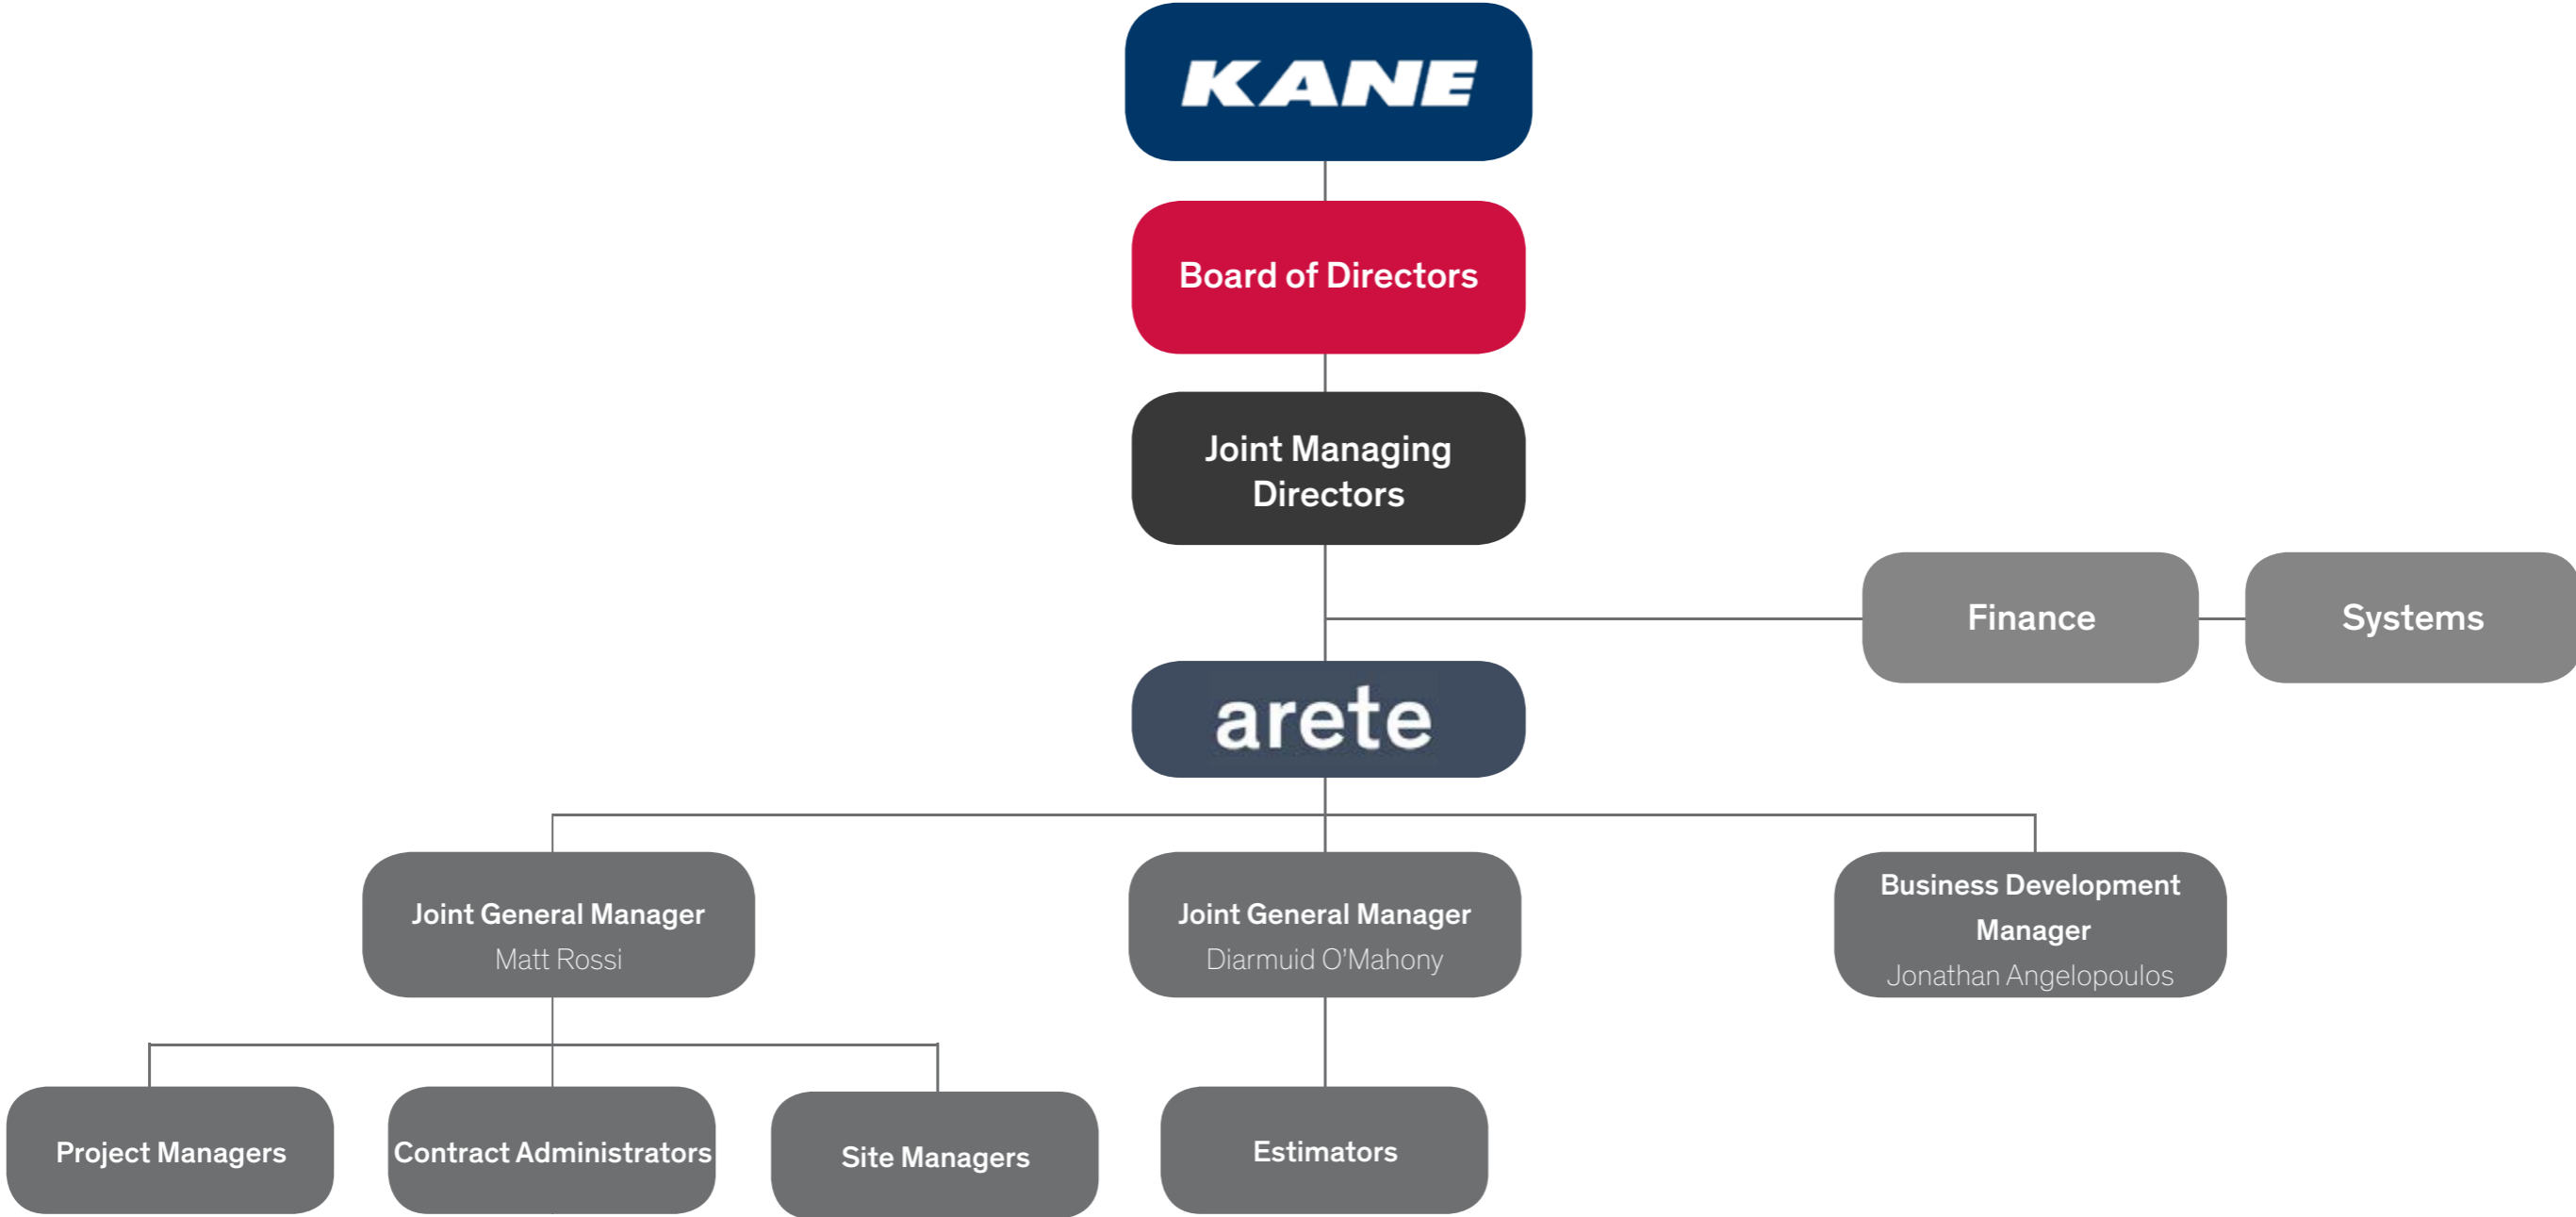 KANE
Board of Directors
Joint Managing
Directors
Finance
Systems
arete
Joint General Manager
Matt Rossi
Joint General Manager
Diarmuid O'Mahony
Business Development
Manager
Jonathan Angelopoulos
Project Managers
Contract Administrators
Site Managers
Estimators